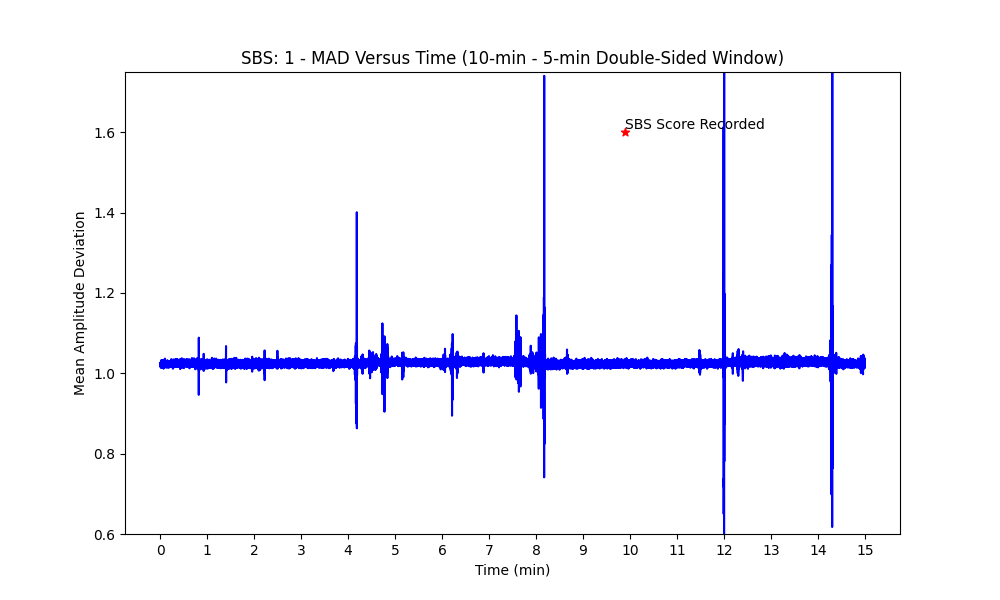 SBS: 1 - MAD Versus Time (10-min - 5-min Double-Sided Window)
SBS Score Recorded
Mean Amplitude Deviation
1.6
1.4
1.2
1.0
0.8
0.6
0 1 2 3 4 5 6 7 8 9 10 11 12 13 14 15
Time (min)